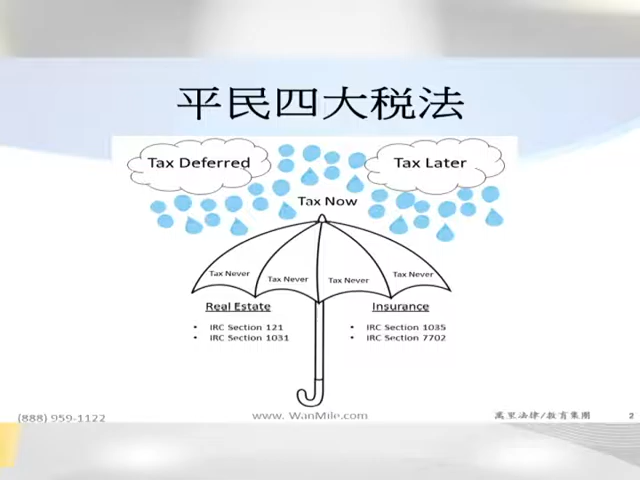 平民四大税法
Tax Deferred
Tax Later
Tax Now
Tax Never
Tax Never
Tax Never
Tax Never
Real Estate
• IRC Section 121
• IRC Section 1031
Insurance
• IRC Section 1035
• IRC Section 7702
(888) 959-1122
www. WanMile.com
萬里法律/教育集團
2